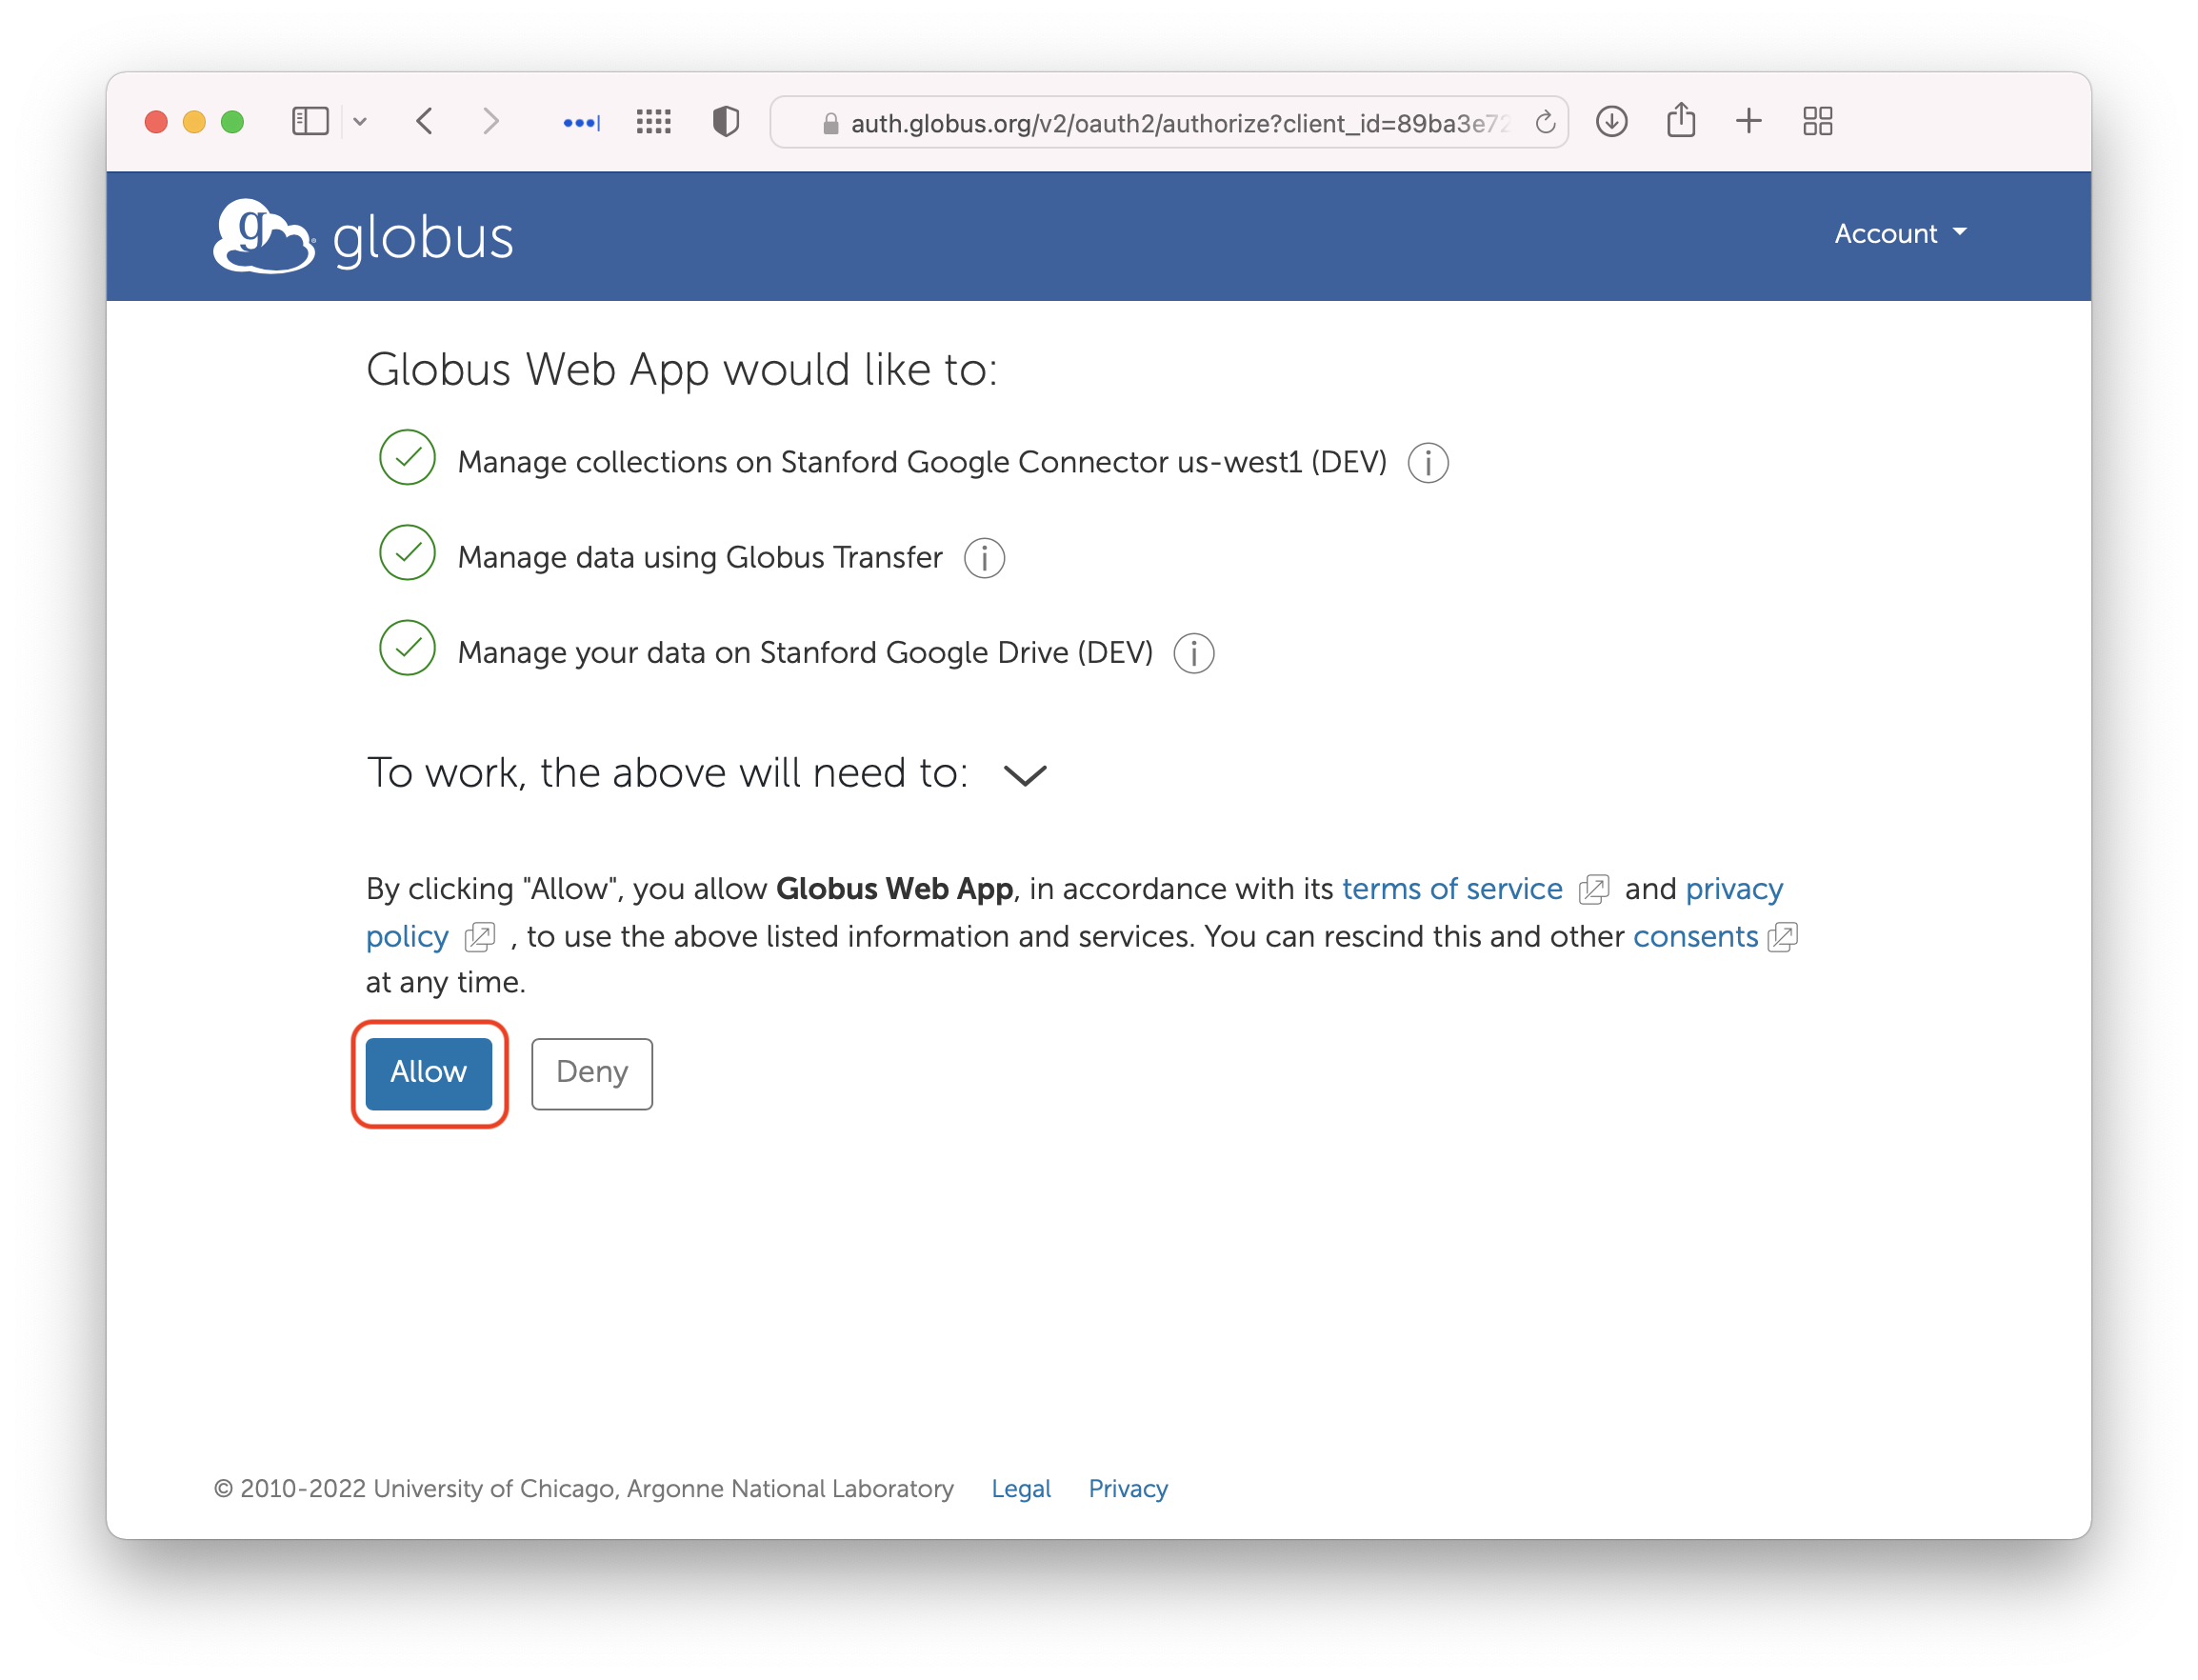 auth.globus.org/v2/oauth2/authorize?client_id=89ba3e72
globus
Account
Globus Web App would like to:
Manage collections on Stanford Google Connector us-west1 (DEV)
Manage data using Globus Transfer
Manage your data on Stanford Google Drive (DEV)
To work, the above will need to:
By clicking "Allow", you allow Globus Web App, in accordance with its terms of service and privacy
policy , to use the above listed information and services. You can rescind this and other consents
at any time.
Allow Deny
© 2010-2022 University of Chicago, Argonne National Laboratory Legal Privacy